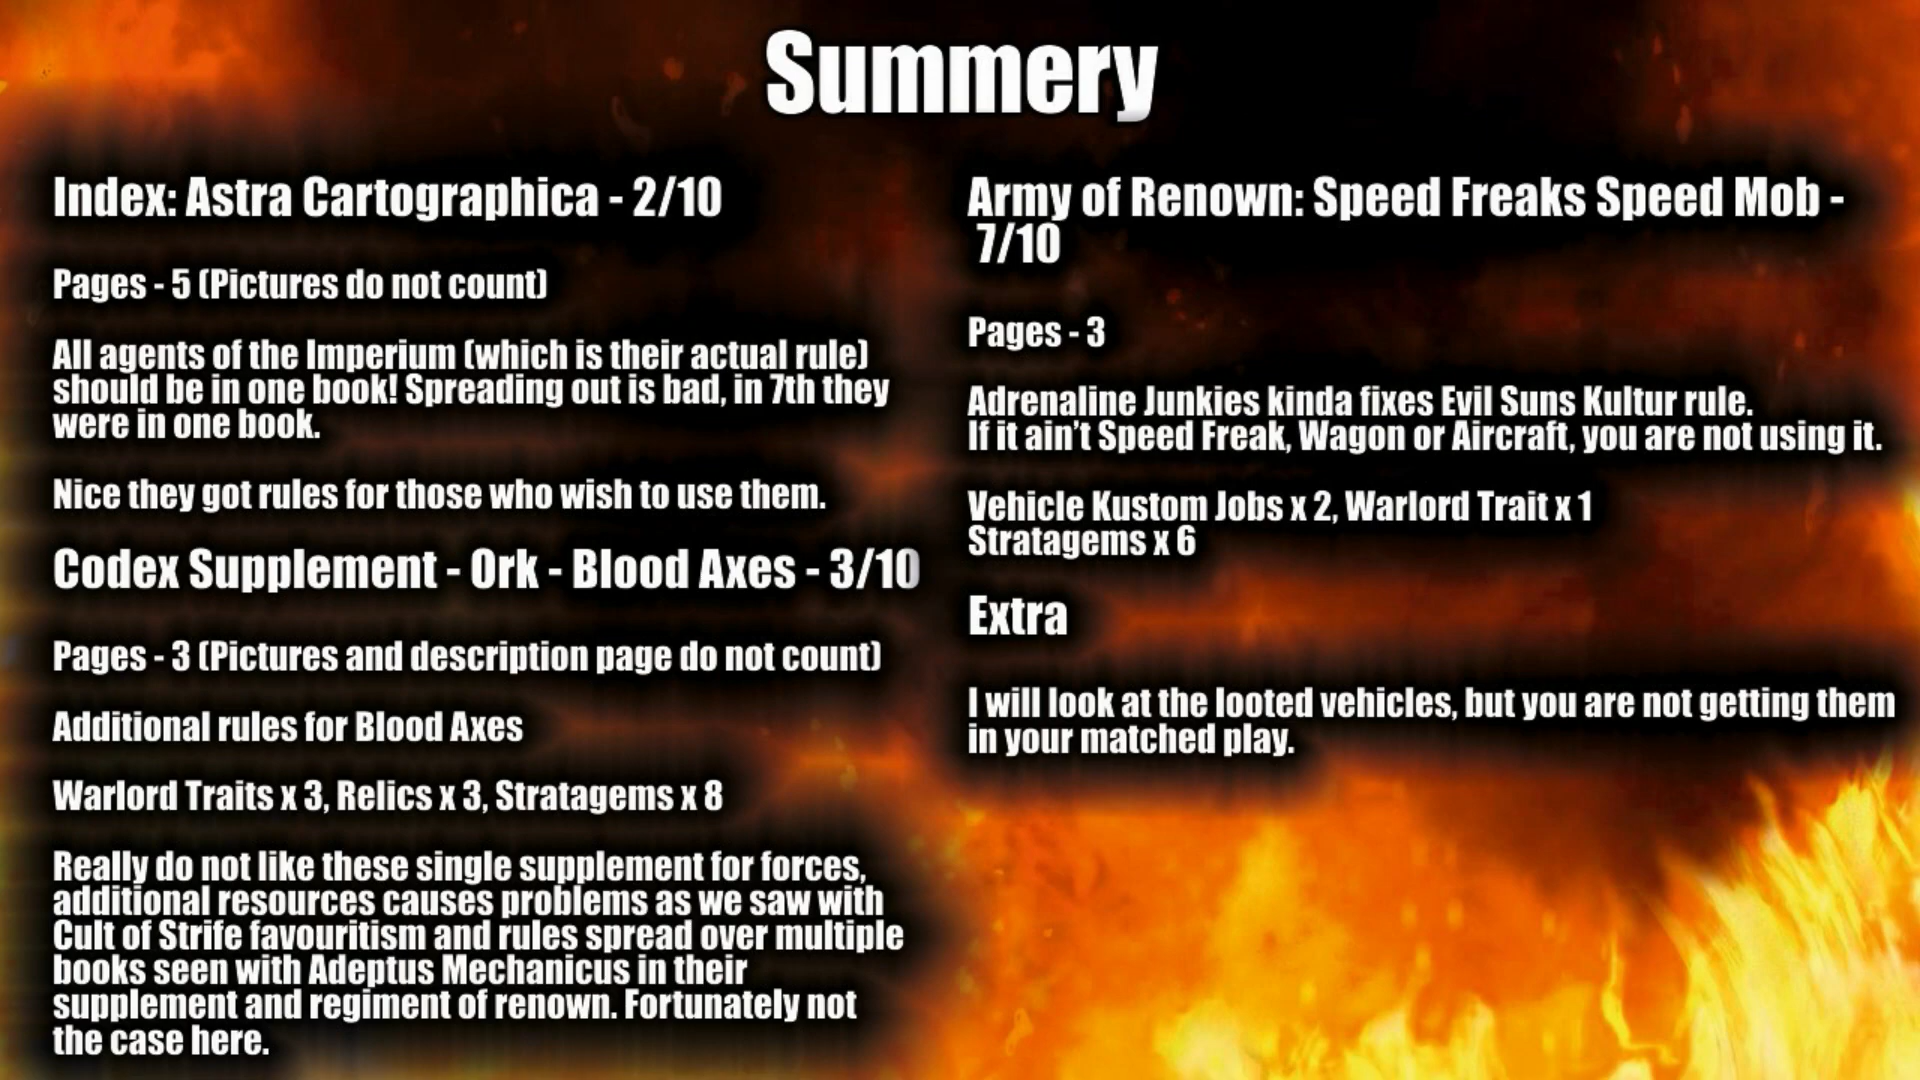 Summery
Index: Astra Cartographica - 2/10
Pages - 5 (Pictures do not count)
All agents of the Imperium (which is their actual rule)
should be in one book! Spreading out is bad, in 7th they
were in one book.
Nice they got rules for those who wish to use them.
Codex Supplement - Ork - Blood Axes - 3/10
Pages - 3 (Pictures and description page do not count)
Additional rules for Blood Axes
Warlord Traits x 3, Relics x 3, Stratagems x 8
Really do not like these single supplement for forces,
additional resources causes problems as we saw with
Cult of Strife favouritism and rules spread over multiple
books seen with Adeptus Mechanicus in their
supplement and regiment of renown. Fortunately not
the case here.
Army of Renown: Speed Freaks Speed Mob -
7/10
Pages - 3
Adrenaline Junkies kinda fixes Evil Suns Kultur rule.
If it ain't Speed Freak, Wagon or Aircraft, you are not using it.
Vehicle Kustom Jobs x 2, Warlord Trait x 1
Stratagems x 6
Extra
I will look at the looted vehicles, but you are not getting them
in your matched play.